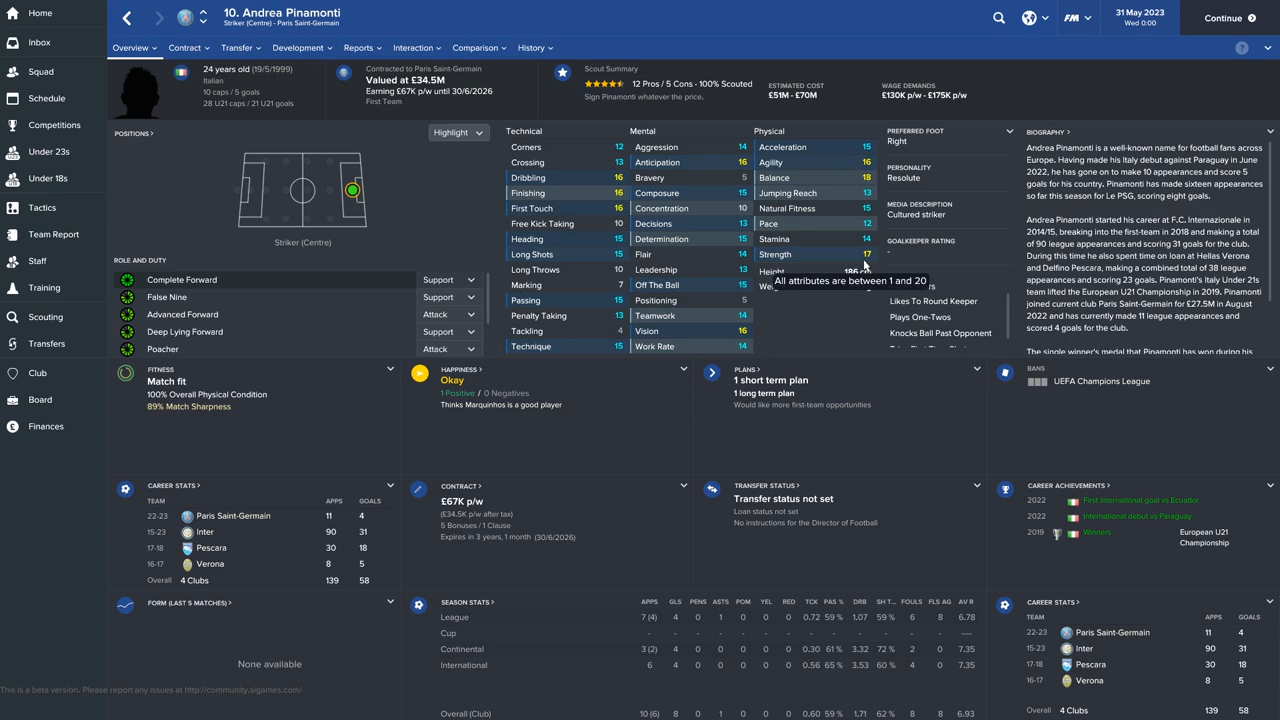 Home
Inbox
Squad
Schedule
Competitions
Under 23s
Under 18s
Tactics
Team Report
Staff
Training
Scouting
Transfers
Club
Board
Finances
10. Andrea Pinamonti
Striker (Centre) - Paris Saint-Germain
FM
31 May 2023
Wed 0:00
Continue
Overview
Contract
Transfer
Development
Reports
Interaction
Comparison
History
24 years old (19/5/1999)
Italian
10 caps / 5 goals
28 U21 caps / 21 U21 goals
Contracted to Paris Saint-Germain
Valued at £34.5M
Earning £67K p/w until 30/6/2026
First Team
Scout Summary
12 Pros / 5 Cons - 100% Scouted
Sign Pinamonti whatever the price.
ESTIMATED COST
£51M - £70M
WAGE DEMANDS
£130K p/w - £175K p/w
POSITIONS >
Highlight
Striker (Centre)
ROLE AND DUTY
Complete Forward Support
False Nine Support
Advanced Forward Attack
Deep Lying Forward Support
Poacher Attack
Technical
Corners 12
Crossing 13
Dribbling 16
Finishing 16
First Touch 16
Free Kick Taking 10
Heading 15
Long Shots 15
Long Throws 10
Marking 7
Passing 15
Penalty Taking 13
Tackling 4
Technique 15
Mental
Aggression 14
Anticipation 16
Bravery 5
Composure 15
Concentration 10
Decisions 13
Determination 15
Flair 14
Leadership 13
Off The Ball 15
Positioning 5
Teamwork 14
Vision 16
Work Rate 14
Physical
Acceleration 15
Agility 16
Balance 18
Jumping Reach 13
Natural Fitness 15
Pace 12
Stamina 14
Strength 17
Height 186 c
All attributes are between 1 and 20
PREFERRED FOOT
Right
PERSONALITY
Resolute
MEDIA DESCRIPTION
Cultured striker
GOALKEEPER RATING
-
Likes To Round Keeper
Plays One-Twos
Knocks Ball Past Opponent
BIOGRAPHY >
Andrea Pinamonti is a well-known name for football fans across
Europe. Having made his Italy debut against Paraguay in June
2022, he has gone on to make 10 appearances and score 5
goals for his country. Pinamonti has made sixteen appearances
so far this season for Le PSG, scoring eight goals.
Andrea Pinamonti started his career at F.C. Internazionale in
2014/15, breaking into the first-team in 2018 and making a
total of 90 league appearances and scoring 31 goals for the club.
During this time he also spent time on loan at Hellas Verona
and Delfino Pescara, making a combined total of 38 league
appearances and scoring 23 goals. Pinamonti's Italy Under 21s
team lifted the European U21 Championship in 2019. Pinamonti
joined current club Paris Saint-Germain for £27.5M in August
2022 and has currently made 11 league appearances and
scored 4 goals for the club.
The single winner's medal that Pinamonti has won during his
FITNESS
Match fit
100% Overall Physical Condition
89% Match Sharpness
HAPPINESS >
Okay
1 Positive / 0 Negatives
Thinks Marquinhos is a good player
PLANS >
1 short term plan
1 long term plan
Would like more first-team opportunities
BANS
UEFA Champions League
CAREER STATS >
TEAM APPS GOALS
22-23 Paris Saint-Germain 11 4
15-23 Inter 90 31
17-18 Pescara 30 18
16-17 Verona 8 5
Overall 4 Clubs 139 58
CONTRACT >
£67K p/w
(£34.5K p/w after tax)
5 Bonuses / 1 Clause
Expires in 3 years, 1 month (30/6/2026)
TRANSFER STATUS >
Transfer status not set
Loan status not set
No instructions for the Director of Football
CAREER ACHIEVEMENTS >
2022 First international goal vs Ecuador
2022 International debut vs Paraguay
2019 Winners European U21
Championship
FORM (LAST 5 MATCHES) >
None available
SEASON STATS > APPS GLS PENS ASTS POM YEL RED TCK PAS % DRB SH T... FOULS FLS AG AV R
League 7 (4) 4 0 1 0 0 0 0.72 59 % 1.07 59 % 6 8 6.78
Cup - - - - - - - - - - - - - ----
Continental 3 (2) 4 0 0 0 0 0 0.30 61 % 3.32 72 % 2 0 7.35
International 6 4 0 0 0 0 0 0.56 65 % 3.53 60 % 4 0 7.35
Overall (Club) 10 (6) 8 0 1 0 0 0 0.60 59 % 1.71 62 % 8 8 6.93
CAREER STATS >
TEAM APPS GOALS
22-23 Paris Saint-Germain 11 4
15-23 Inter 90 31
17-18 Pescara 30 18
16-17 Verona 8 5
Overall 4 Clubs 139 58
This is a beta version. Please report any issues at http://community.sigames.com/